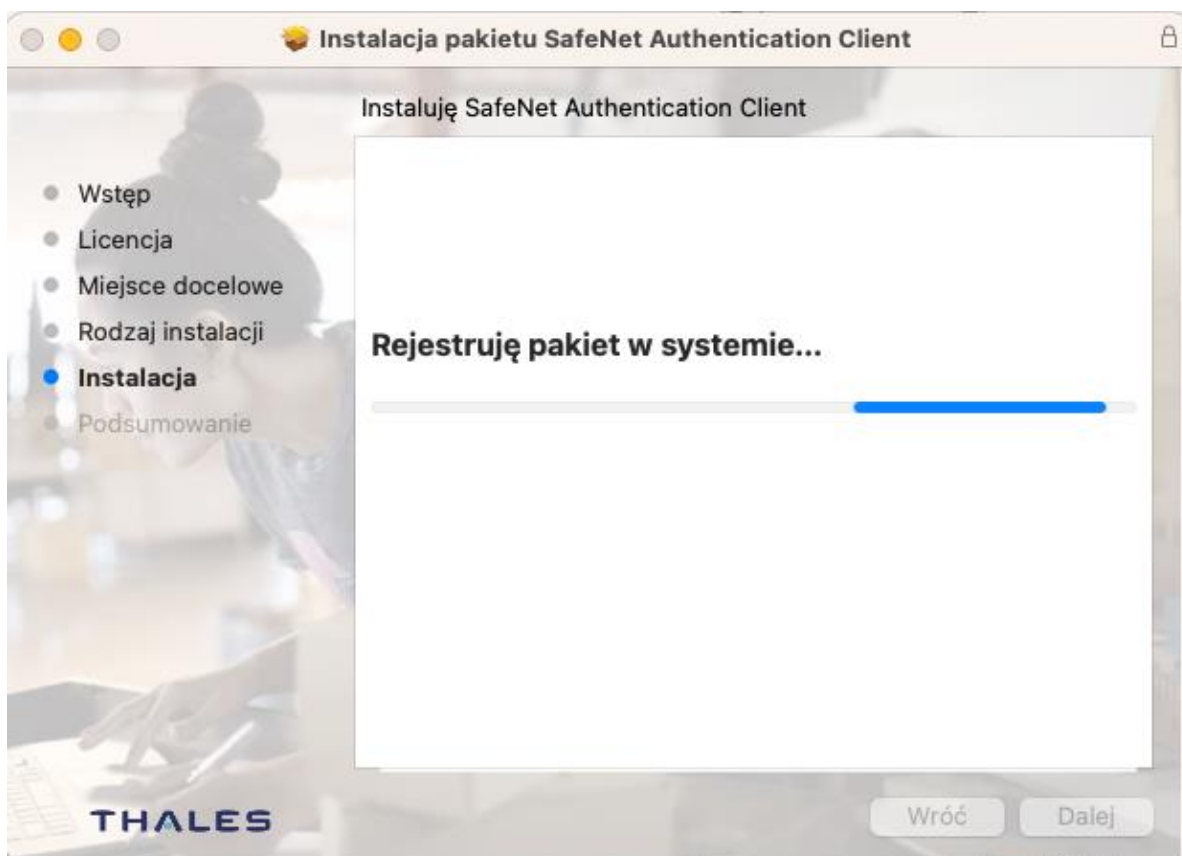 Instalacja pakietu SafeNet Authentication Client
Instaluję SafeNet Authentication Client
Wstęp
Licencja
Miejsce docelowe
Rodzaj instalacji
Instalacja
Podsumowanie
Rejestruję pakiet w systemie...
THALES
Wróć
Dalej